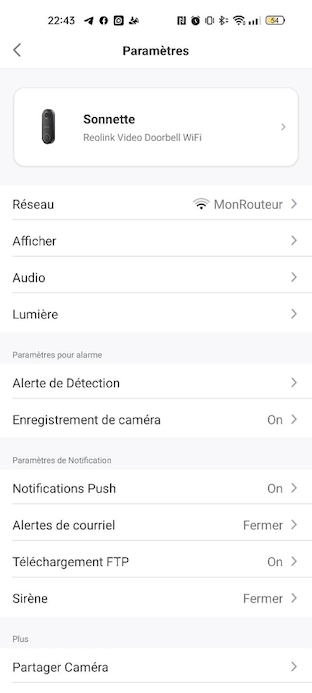 22:43
54
Paramètres
Sonnette
Reolink Video Doorbell WiFi
Réseau MonRouteur
Afficher
Audio
Lumière
Paramètres pour alarme
Alerte de Détection
Enregistrement de caméra On
Paramètres de Notification
Notifications Push On
Alertes de courriel Fermer
Téléchargement FTP On
Sirène Fermer
Plus
Partager Caméra